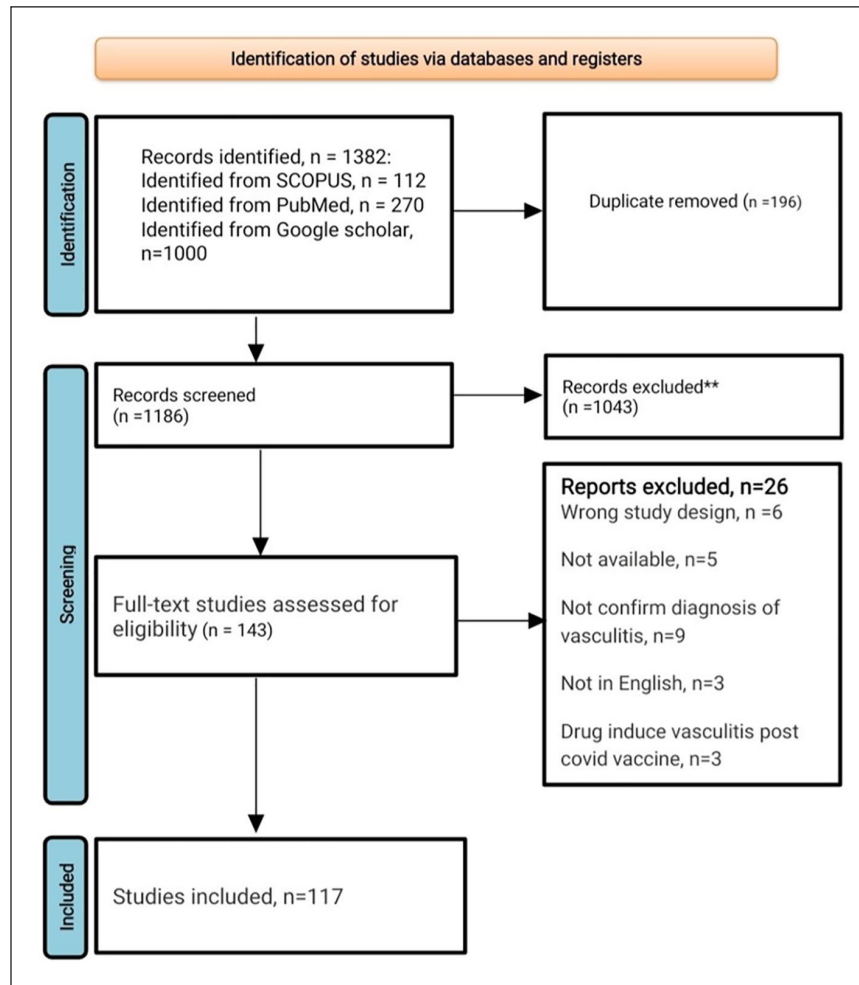 Identification of studies via databases and registers
Identification
Records identified, n = 1382:
Identified from SCOPUS, n = 112
Identified from PubMed, n = 270
Identified from Google scholar,
n=1000
Duplicate removed (n =196)
Screening
Records screened
(n =1186)
Records excluded**
(n =1043)
Full-text studies assessed for
eligibility (n = 143)
Reports excluded, n=26
Wrong study design, n =6
Not available, n=5
Not confirm diagnosis of
vasculitis, n=9
Not in English, n=3
Drug induce vasculitis post
covid vaccine, n=3
Included
Studies included, n=117